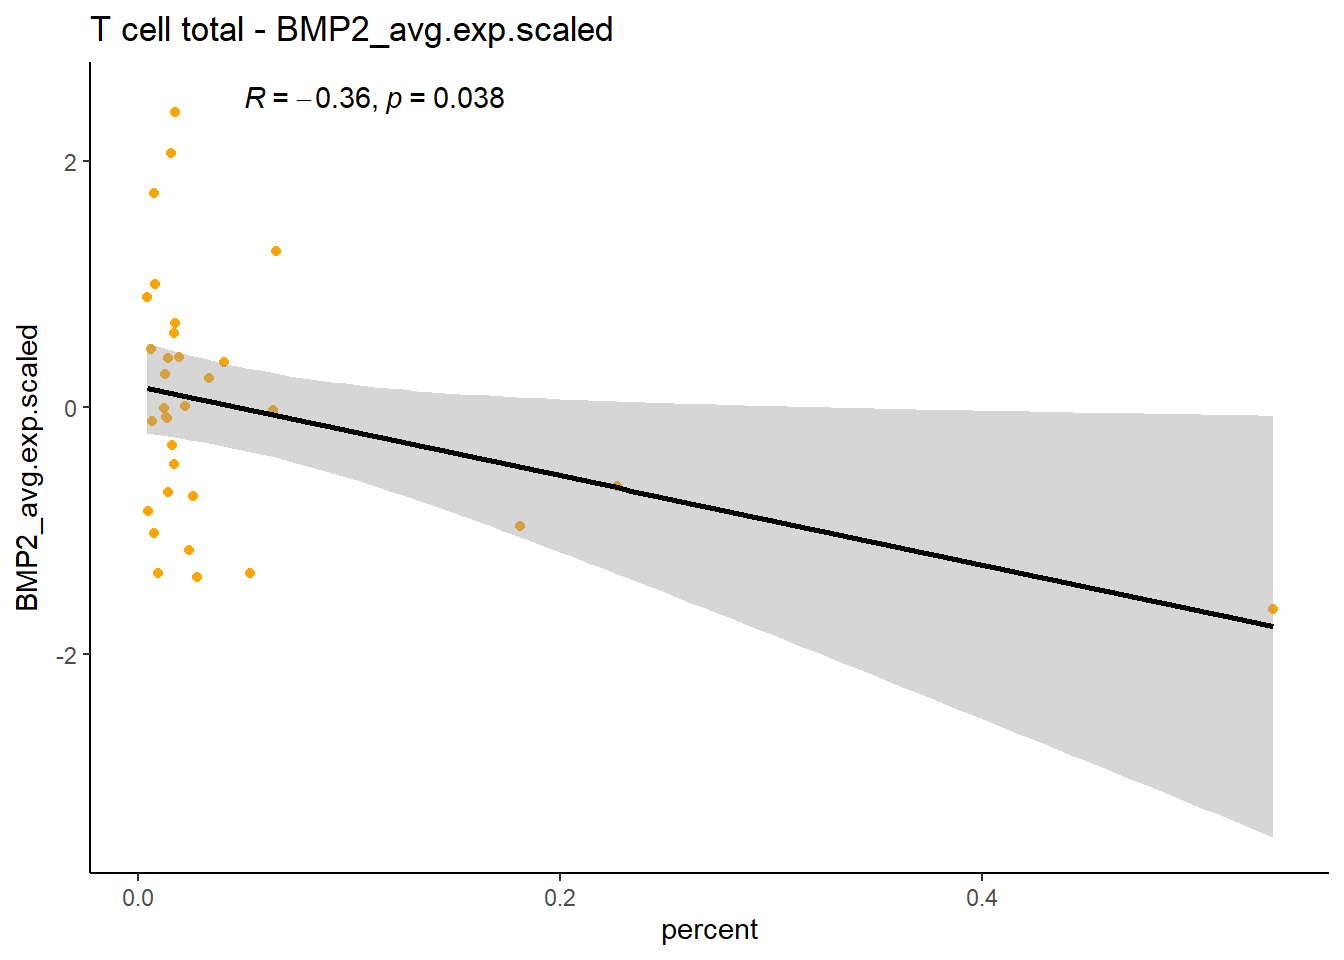 T cell total - BMP2_avg.exp.scaled
R = −0.36, p = 0.038
BMP2_avg.exp.scaled
2
0
-2
0.0 0.2 0.4
percent